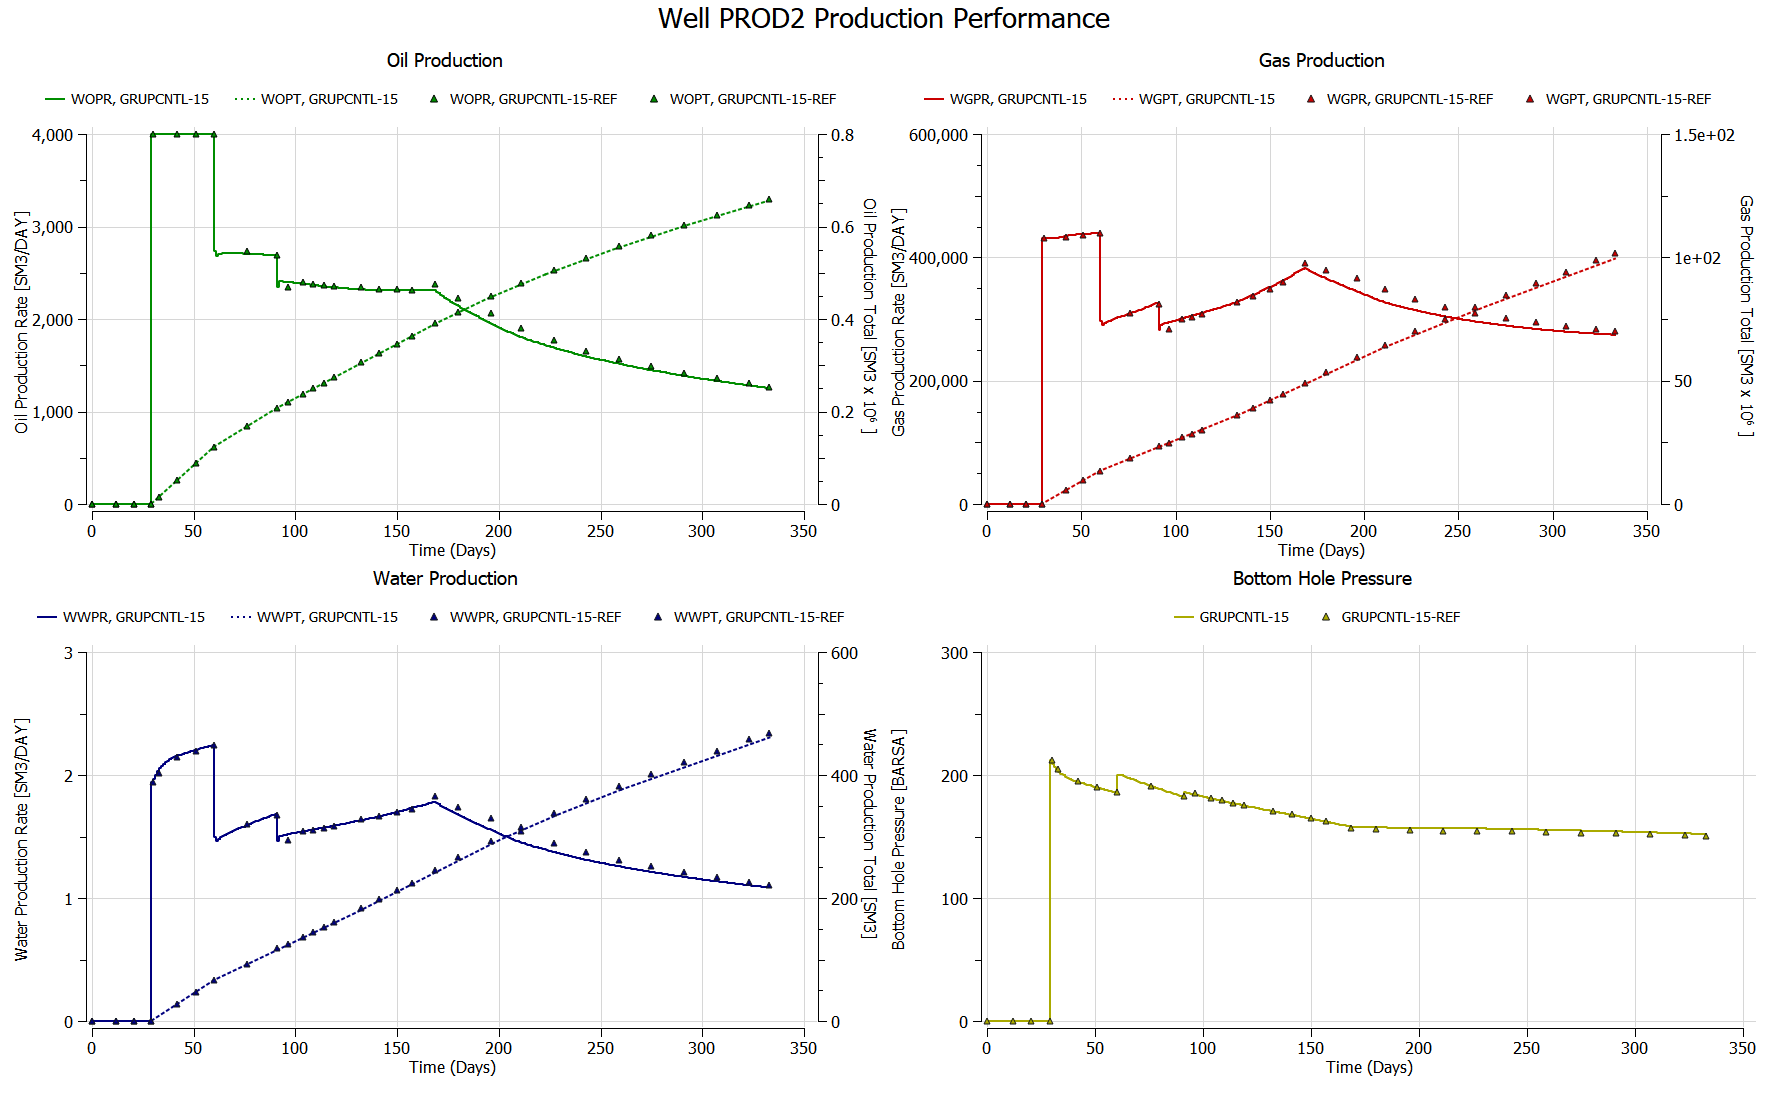 Well PROD2 Production Performance
Oil Production
WOPR, GRUPCNTL-15 WOPT, GRUPCNTL-15 WOPR, GRUPCNTL-15-REF WOPT, GRUPCNTL-15-REF
4,000
3,000
2,000
1,000
0
Oil Production Rate [SM3/DAY]
0.8
0.6
0.4
0.2
0
Oil Production Total [SM3 x 10⁶ ]
0 50 100 150 200 250 300 350
Time (Days)
Gas Production
WGPR, GRUPCNTL-15 WGPT, GRUPCNTL-15 WGPR, GRUPCNTL-15-REF WGPT, GRUPCNTL-15-REF
600,000
400,000
200,000
0
Gas Production Rate [SM3/DAY]
1.5e+02
1e+02
50
0
Gas Production Total [SM3 x 10⁶ ]
0 50 100 150 200 250 300 350
Time (Days)
Water Production
WWPR, GRUPCNTL-15 WWPT, GRUPCNTL-15 WWPR, GRUPCNTL-15-REF WWPT, GRUPCNTL-15-REF
3
2
1
0
Water Production Rate [SM3/DAY]
600
400
200
0
Water Production Total [SM3]
0 50 100 150 200 250 300 350
Time (Days)
Bottom Hole Pressure
GRUPCNTL-15 GRUPCNTL-15-REF
300
200
100
0
Bottom Hole Pressure [BARSA]
0 50 100 150 200 250 300 350
Time (Days)